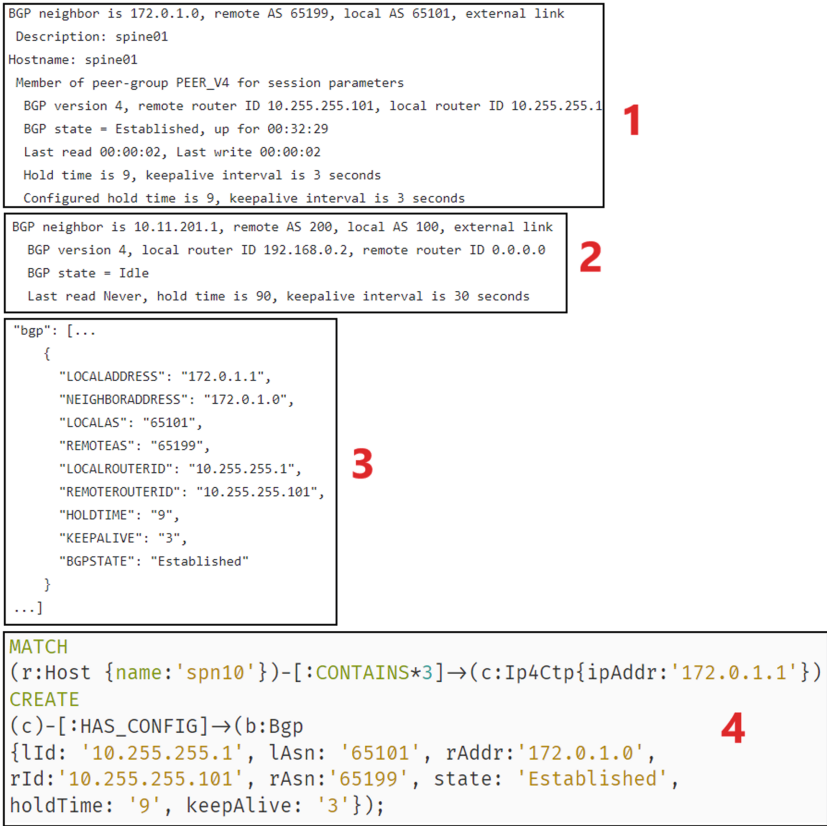 BGP neighbor is 172.0.1.0, remote AS 65199, local AS 65101, external link
Description: spine01
Hostname: spine01
Member of peer-group PEER_V4 for session parameters
BGP version 4, remote router ID 10.255.255.101, local router ID 10.255.255.1
BGP state = Established, up for 00:32:29
Last read 00:00:02, Last write 00:00:02
Hold time is 9, keepalive interval is 3 seconds
Configured hold time is 9, keepalive interval is 3 seconds
1
BGP neighbor is 10.11.201.1, remote AS 200, local AS 100, external link
BGP version 4, local router ID 192.168.0.2, remote router ID 0.0.0.0
BGP state = Idle
Last read Never, hold time is 90, keepalive interval is 30 seconds
2
"bgp": [...
{
"LOCALADDRESS": "172.0.1.1",
"NEIGHBORADDRESS": "172.0.1.0",
"LOCALAS": "65101",
"REMOTEAS": "65199",
"LOCALROUTERID": "10.255.255.1",
"REMOTEROUTERID": "10.255.255.101",
"HOLDTIME": "9",
"KEEPALIVE": "3",
"BGPSTATE": "Established"
}
...]
3
MATCH
(r:Host {name:'spn10'})-[:CONTAINS*3]→(c:Ip4Ctp{ipAddr:'172.0.1.1'})
CREATE
(c)-[:HAS_CONFIG]→(b:Bgp
{lId: '10.255.255.1', lAsn: '65101', rAddr:'172.0.1.0',
rId:'10.255.255.101', rAsn:'65199', state: 'Established',
holdTime: '9', keepAlive: '3'});
4